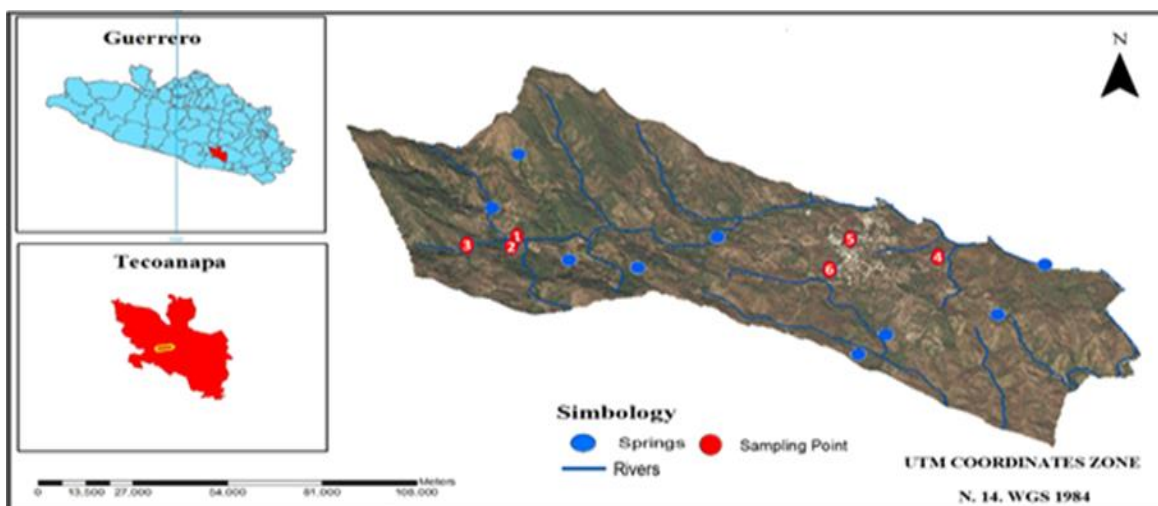 Guerrero
N
Tecoanapa
1
2
3
4
5
6
Simbology
Springs
Sampling Point
Rivers
Meters
0 13,500 27,000 54,000 81,000 108,000
UTM COORDINATES ZONE
N. 14. WGS 1984